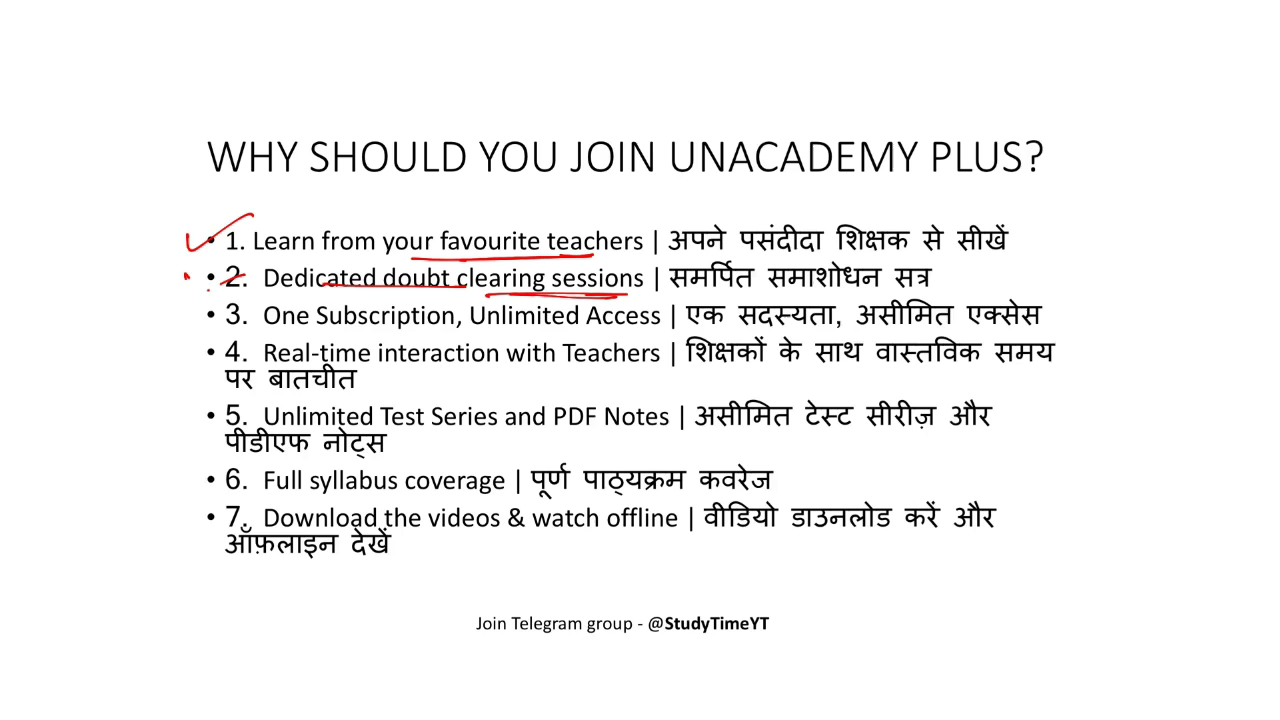 WHY SHOULD YOU JOIN UNACADEMY PLUS?
• 1. Learn from your favourite teachers | अपने पसंदीदा शिक्षक से सीखें
• 2. Dedicated doubt clearing sessions | समर्पित समाशोधन सत्र
• 3. One Subscription, Unlimited Access | एक सदस्यता, असीमित एक्सेस
• 4. Real-time interaction with Teachers | शिक्षकों के साथ वास्तविक समय
पर बातचीत
• 5. Unlimited Test Series and PDF Notes | असीमित टेस्ट सीरीज़ और
पीडीएफ नोट्स
• 6. Full syllabus coverage | पूर्ण पाठ्यक्रम कवरेज
• 7. Download the videos & watch offline | वीडियो डाउनलोड करें और
ऑफ़लाइन देखें
Join Telegram group - @StudyTimeYT